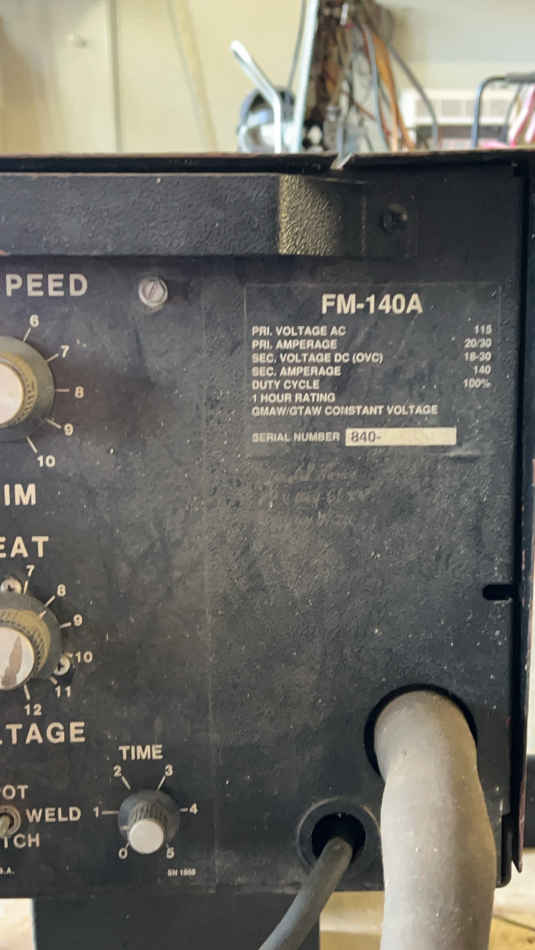 PEED
6
7
8
9
10
IM
FM-140A
PRI. VOLTAGE AC 115
PRI. AMPERAGE 20/30
SEC. VOLTAGE DC (OVC) 18-30
SEC. AMPERAGE 140
DUTY CYCLE 100%
1 HOUR RATING
GMAW/GTAW CONSTANT VOLTAGE
SERIAL NUMBER 840-
EAT
7
8
9
10
11
12
LTAGE
TIME
0 1 2 3 4 5
POT
WELD
TCH
S.A.